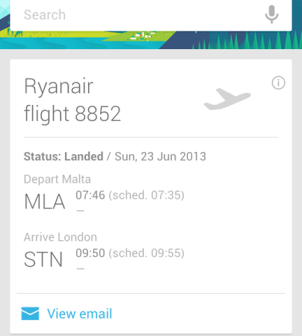 Search
Ryanair
flight 8852
Status: Landed / Sun, 23 Jun 2013
Depart Malta
MLA 07:46 (sched. 07:35)
—
Arrive London
STN 09:50 (sched. 09:55)
—
View email